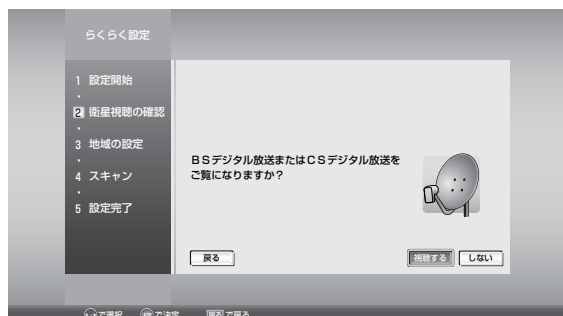 らくらく設定
1 設定開始
2 衛星視聴の確認
3 地域の設定
4 スキャン
5 設定完了
BSデジタル放送またはCSデジタル放送を
ご覧になりますか？
戻る 視聴する しない
で選択 で決定 戻る で戻る